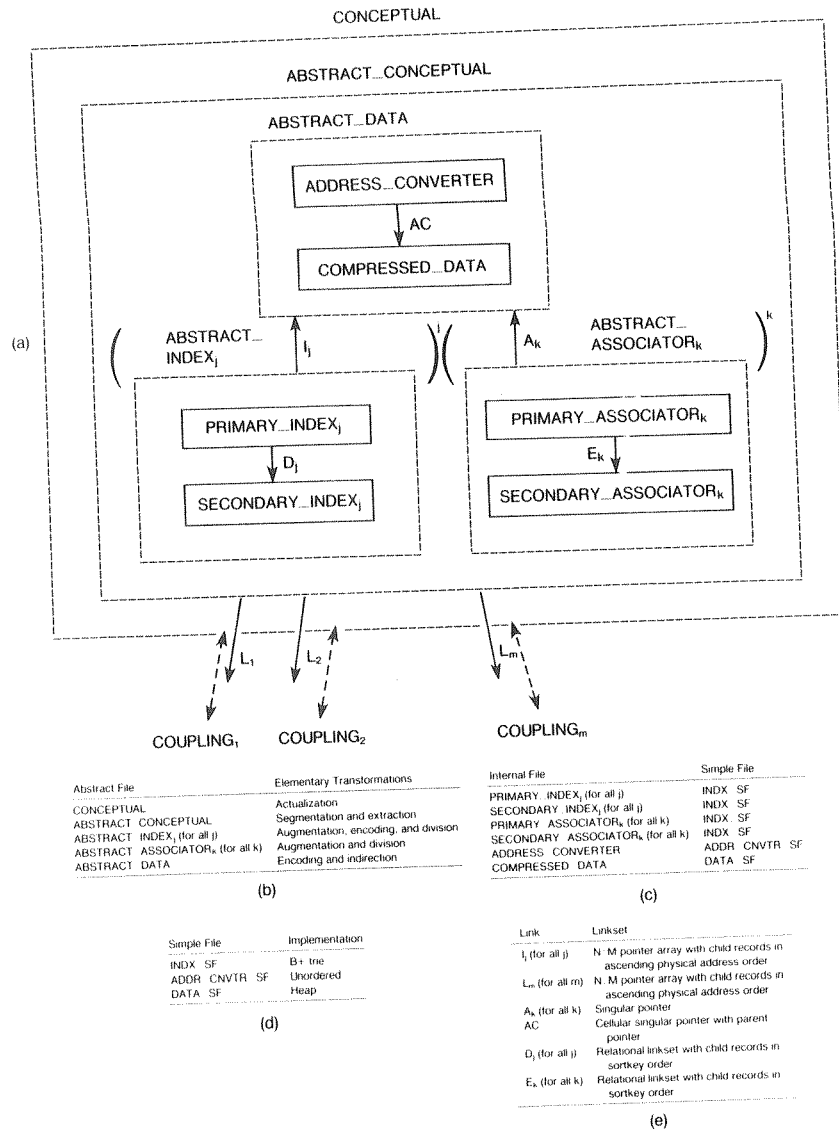 CONCEPTUAL
ABSTRACT_CONCEPTUAL
ABSTRACT_DATA
ADDRESS_CONVERTER
AC
COMPRESSED_DATA
(a)
ABSTRACT_
INDEXj
Ij
j
Ak
ABSTRACT_
ASSOCIATORk
k
PRIMARY_INDEXj
Dj
SECONDARY_INDEXj
PRIMARY_ASSOCIATORk
Ek
SECONDARY_ASSOCIATORk
L1
L2
Lm
COUPLING1
COUPLING2
COUPLINGm
Abstract File Elementary Transformations
CONCEPTUAL Actualization
ABSTRACT CONCEPTUAL Segmentation and extraction
ABSTRACT INDEXj (for all j) Augmentation, encoding, and division
ABSTRACT ASSOCIATORk (for all k) Augmentation and division
ABSTRACT DATA Encoding and indirection
(b)
Internal File Simple File
PRIMARY INDEXj (for all j) INDX SF
SECONDARY INDEXj (for all j) INDX SF
PRIMARY ASSOCIATORk (for all k) INDX SF
SECONDARY ASSOCIATORk (for all k) INDX SF
ADDRESS CONVERTER ADDR CNVTR SF
COMPRESSED DATA DATA SF
(c)
Simple File Implementation
INDX SF B+ trie
ADDR CNVTR SF Unordered
DATA SF Heap
(d)
Link Linkset
Ij (for all j) N:M pointer array with child records in
ascending physical address order
Lm (for all m) N:M pointer array with child records in
ascending physical address order
Ak (for all k) Singular pointer
AC Cellular singular pointer with parent
pointer
Dj (for all j) Relational linkset with child records in
sortkey order
Ek (for all k) Relational linkset with child records in
sortkey order
(e)